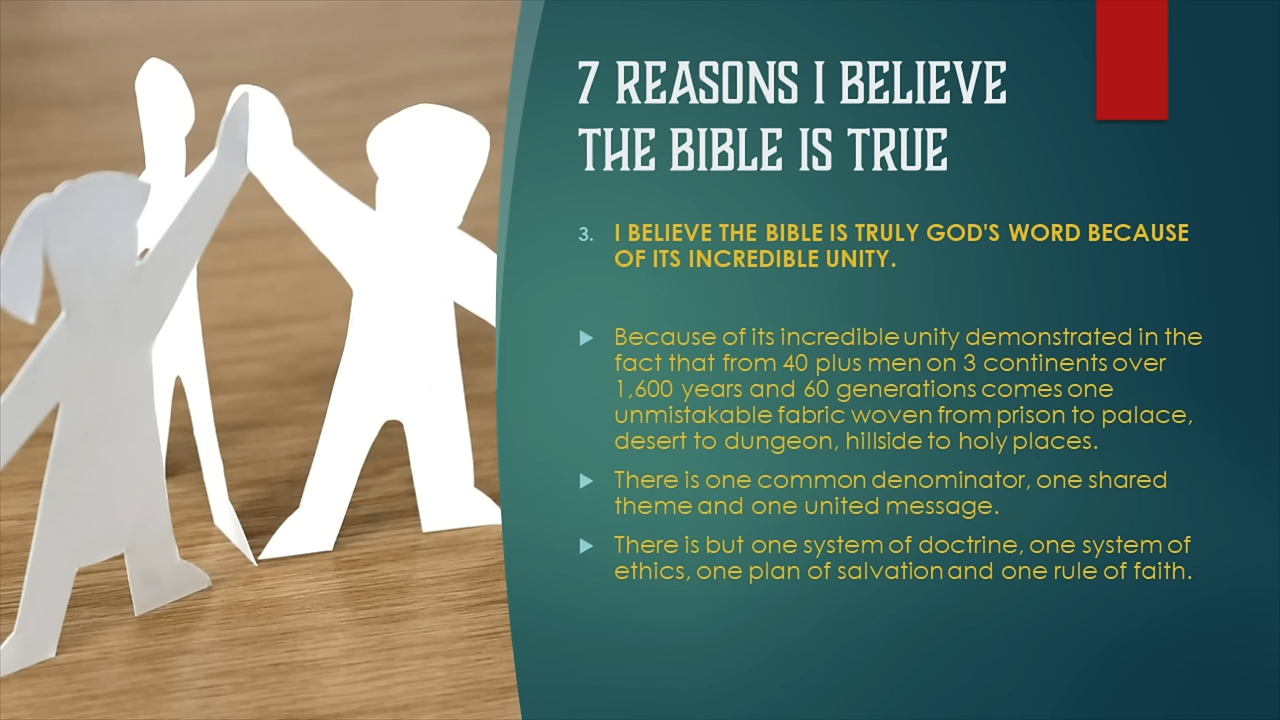 7 REASONS I BELIEVE
THE BIBLE IS TRUE
3. I BELIEVE THE BIBLE IS TRULY GOD'S WORD BECAUSE
OF ITS INCREDIBLE UNITY.
Because of its incredible unity demonstrated in the
fact that from 40 plus men on 3 continents over
1,600 years and 60 generations comes one
unmistakable fabric woven from prison to palace,
desert to dungeon, hillside to holy places.
There is one common denominator, one shared
theme and one united message.
There is but one system of doctrine, one system of
ethics, one plan of salvation and one rule of faith.